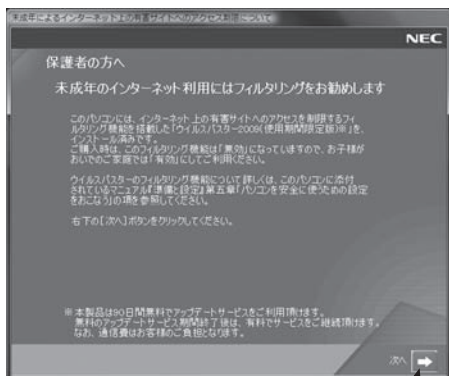 未成年によるインターネット上の有害サイトへのアクセス制限について
NEC
保護者の方へ
未成年のインターネット利用にはフィルタリングをお勧めします
このパソコンには、インターネット上の有害サイトへのアクセスを制限するフィ
ルタリング機能を搭載した「ウイルスバスター2009(使用期間限定版)※」を、
インストール済みです。
ご購入時は、このフィルタリング機能は「無効」になっていますので、お子様が
おいでのご家庭では「有効」にしてご利用ください。
ウイルスバスターのフィルタリング機能について詳しくは、このパソコンに添付
されているマニュアル『準備と設定』第五章「パソコンを安全に使うための設定
をおこなう」の項を参照してください。
右下の[次へ]ボタンをクリックしてください。
※ 本製品は90日間無料でアップデートサービスをご利用頂けます。
無料のアップデートサービス期間終了後は、有料でサービスをご継続頂けます。
なお、通信費はお客様のご負担となります。
次へ